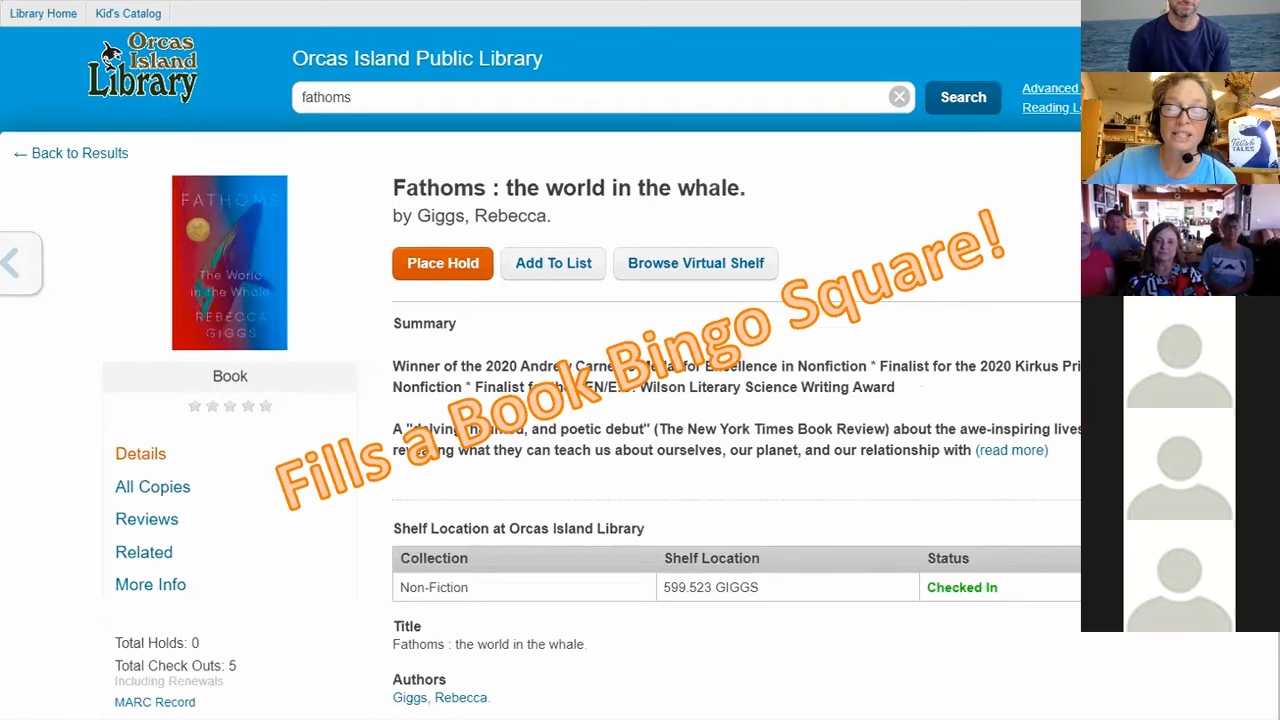 Library Home
Kid's Catalog
Orcas
Island
Library
Orcas Island Public Library
fathoms
Search
Advanced
Reading
← Back to Results
FATHOMS
The World
in the Whale
REBECCA
GIGGS
Book
Details
All Copies
Reviews
Related
More Info
Total Holds: 0
Total Check Outs: 5
Including Renewals
MARC Record
Fathoms : the world in the whale.
by Giggs, Rebecca.
Place Hold
Add To List
Browse Virtual Shelf
Fills a Book Bingo Square!
Summary
Winner of the 2020 Andrew Medal for Excellence in Nonfiction * Finalist for the 2020 Kirkus
Nonfiction * Finalist for the Wilson Literary Science Writing Award
A "delving and poetic debut" (The New York Times Book Review) about the awe-inspiring lives
revealing what they can teach us about ourselves, our planet, and our relationship with (read more)
Shelf Location at Orcas Island Library
Collection Shelf Location Status
Non-Fiction 599.523 GIGGS Checked In
Title
Fathoms : the world in the whale.
Authors
Giggs, Rebecca.
Tails &
TALES